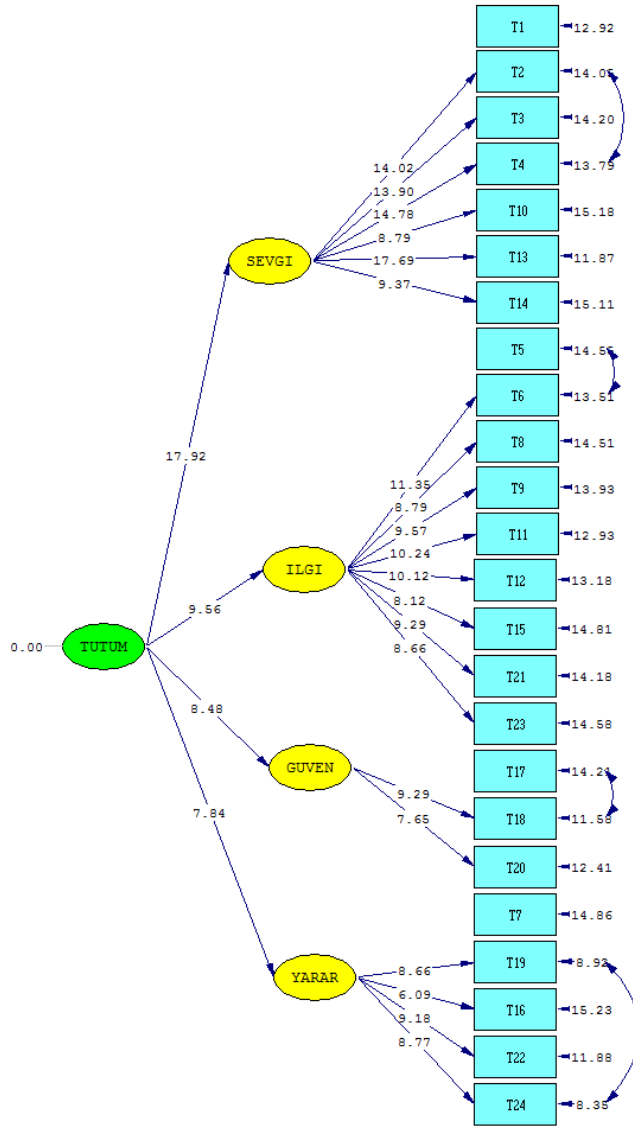 T1 12.92
T2 14.05
T3 14.20
14.02
T4 13.79
13.90
14.78
T10 15.18
8.79
SEVGI 17.69 T13 11.87
9.37
T14 15.11
T5 14.55
T6 13.51
T8 14.51
17.92
11.35
T9 13.93
8.79
9.57
T11 12.93
10.24
ILGI 10.12 T12 13.18
8.12
9.56
T15 14.81
9.29
0.00 TUTUM
8.66
T21 14.18
8.48
T23 14.58
GUVEN
T17 14.21
9.29
7.84
7.65
T18 11.58
T20 12.41
T7 14.86
8.66 T19 8.92
YARAR
6.09
T16 15.23
9.18
8.77
T22 11.88
T24 8.35